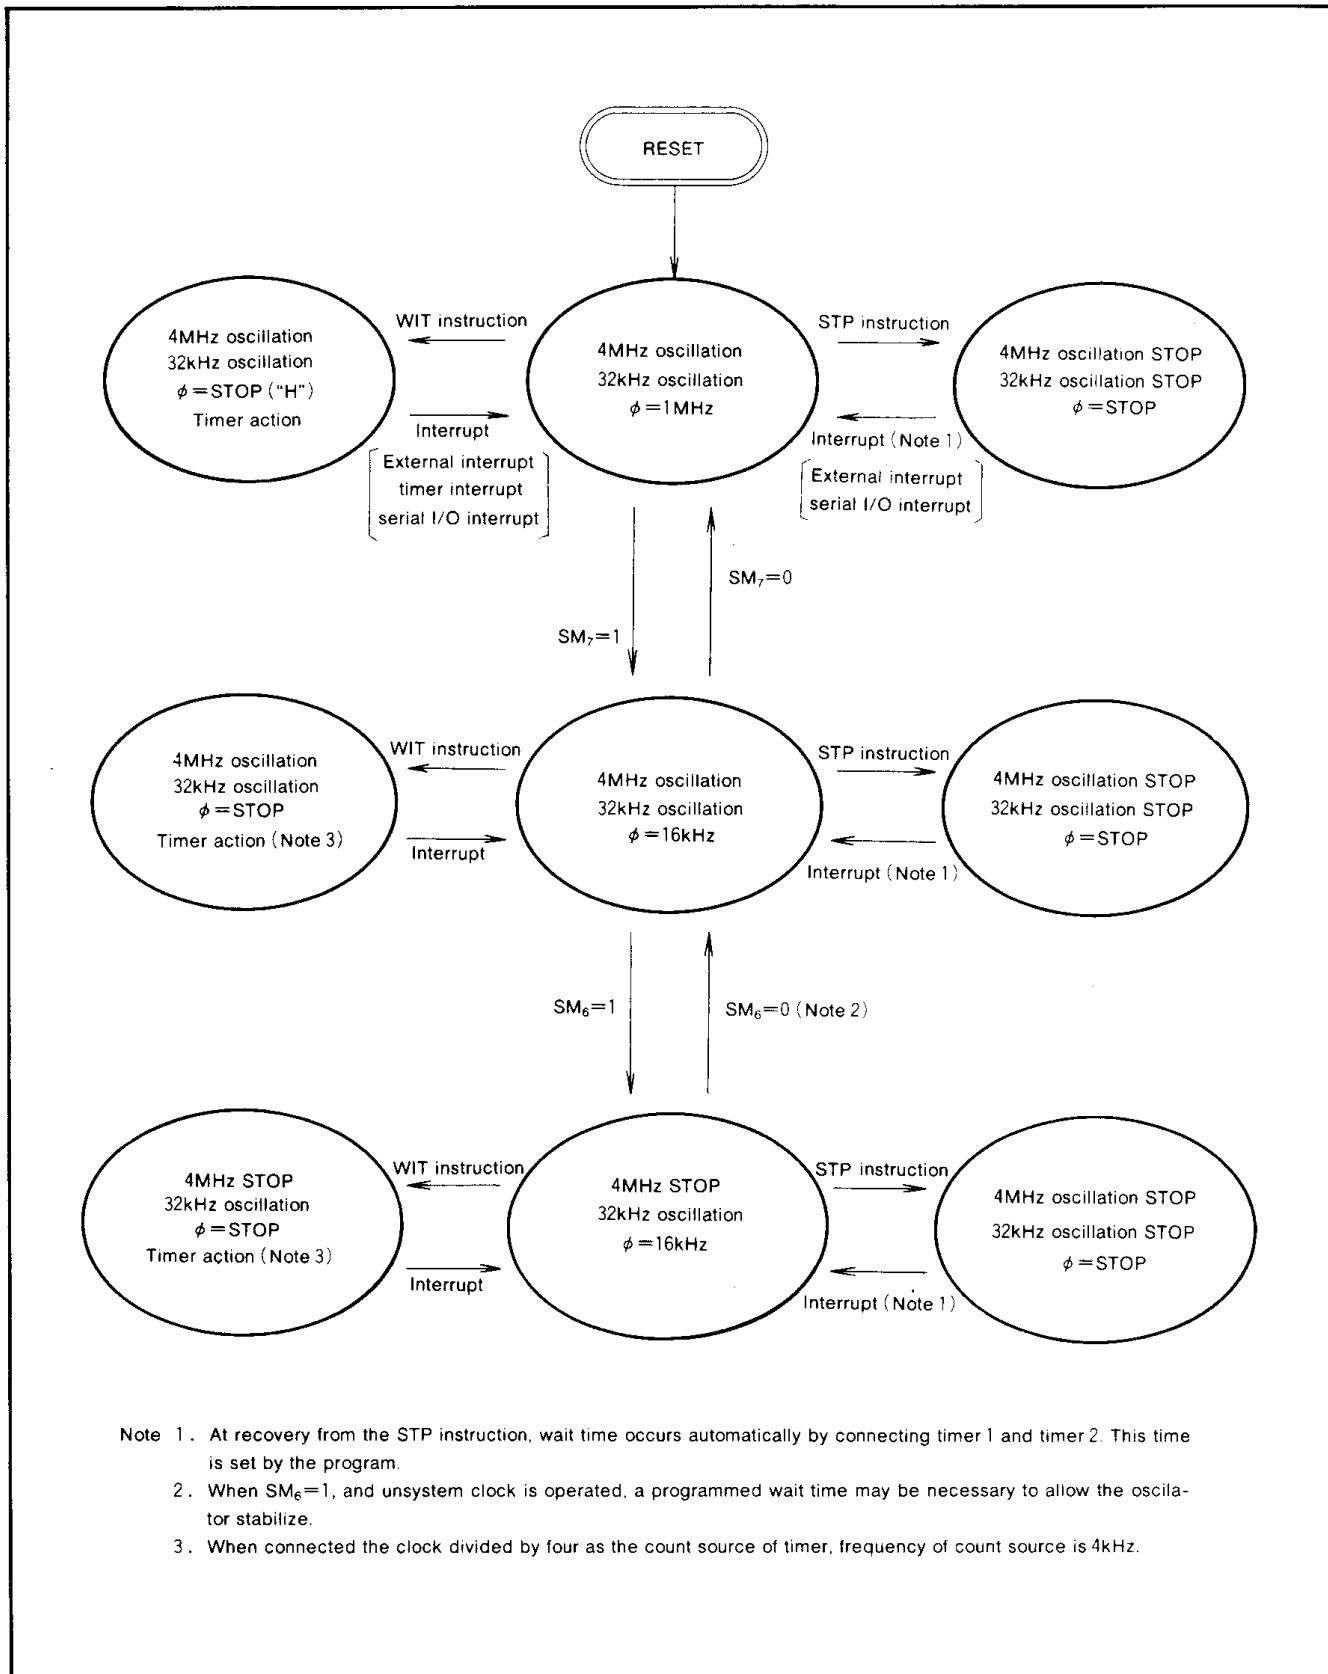 RESET
4MHz oscillation
32kHz oscillation
φ=STOP ("H")
Timer action
WIT instruction
Interrupt
External interrupt
timer interrupt
serial I/O interrupt
4MHz oscillation
32kHz oscillation
φ=1MHz
STP instruction
Interrupt (Note 1)
External interrupt
serial I/O interrupt
4MHz oscillation STOP
32kHz oscillation STOP
φ=STOP
SM₇=1
SM₇=0
4MHz oscillation
32kHz oscillation
φ=STOP
Timer action (Note 3)
WIT instruction
Interrupt
4MHz oscillation
32kHz oscillation
φ=16kHz
STP instruction
Interrupt (Note 1)
4MHz oscillation STOP
32kHz oscillation STOP
φ=STOP
SM₆=1
SM₆=0 (Note 2)
4MHz STOP
32kHz oscillation
φ=STOP
Timer action (Note 3)
WIT instruction
Interrupt
4MHz STOP
32kHz oscillation
φ=16kHz
STP instruction
Interrupt (Note 1)
4MHz oscillation STOP
32kHz oscillation STOP
φ=STOP
Note 1. At recovery from the STP instruction, wait time occurs automatically by connecting timer 1 and timer 2. This time
is set by the program.
2. When SM₆=1, and unsystem clock is operated, a programmed wait time may be necessary to allow the oscila-
tor stabilize.
3. When connected the clock divided by four as the count source of timer, frequency of count source is 4kHz.